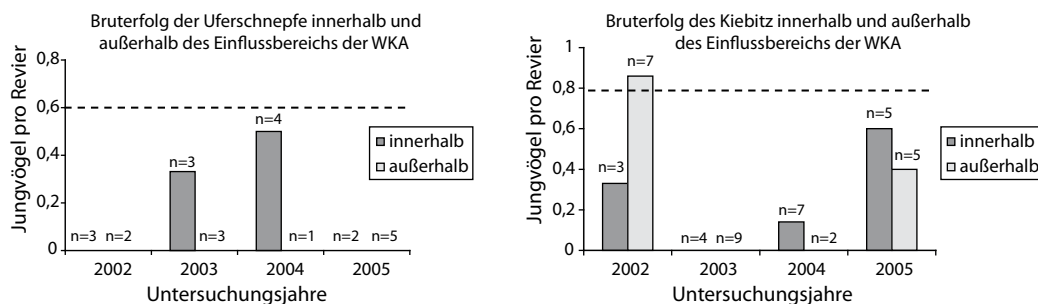 Bruterfolg der Uferschnepfe innerhalb und
außerhalb des Einflussbereichs der WKA
Jungvögel pro Revier
0,8
0,6
0,4
0,2
0
n=3 n=2 n=3 n=3 n=4 n=1 n=2 n=5
2002 2003 2004 2005
Untersuchungsjahre
innerhalb
außerhalb
Bruterfolg des Kiebitz innerhalb und außerhalb
des Einflussbereichs der WKA
Jungvögel pro Revier
1
0,8
0,6
0,4
0,2
0
n=3 n=7 n=4 n=9 n=7 n=2 n=5 n=5
2002 2003 2004 2005
Untersuchungsjahre
innerhalb
außerhalb